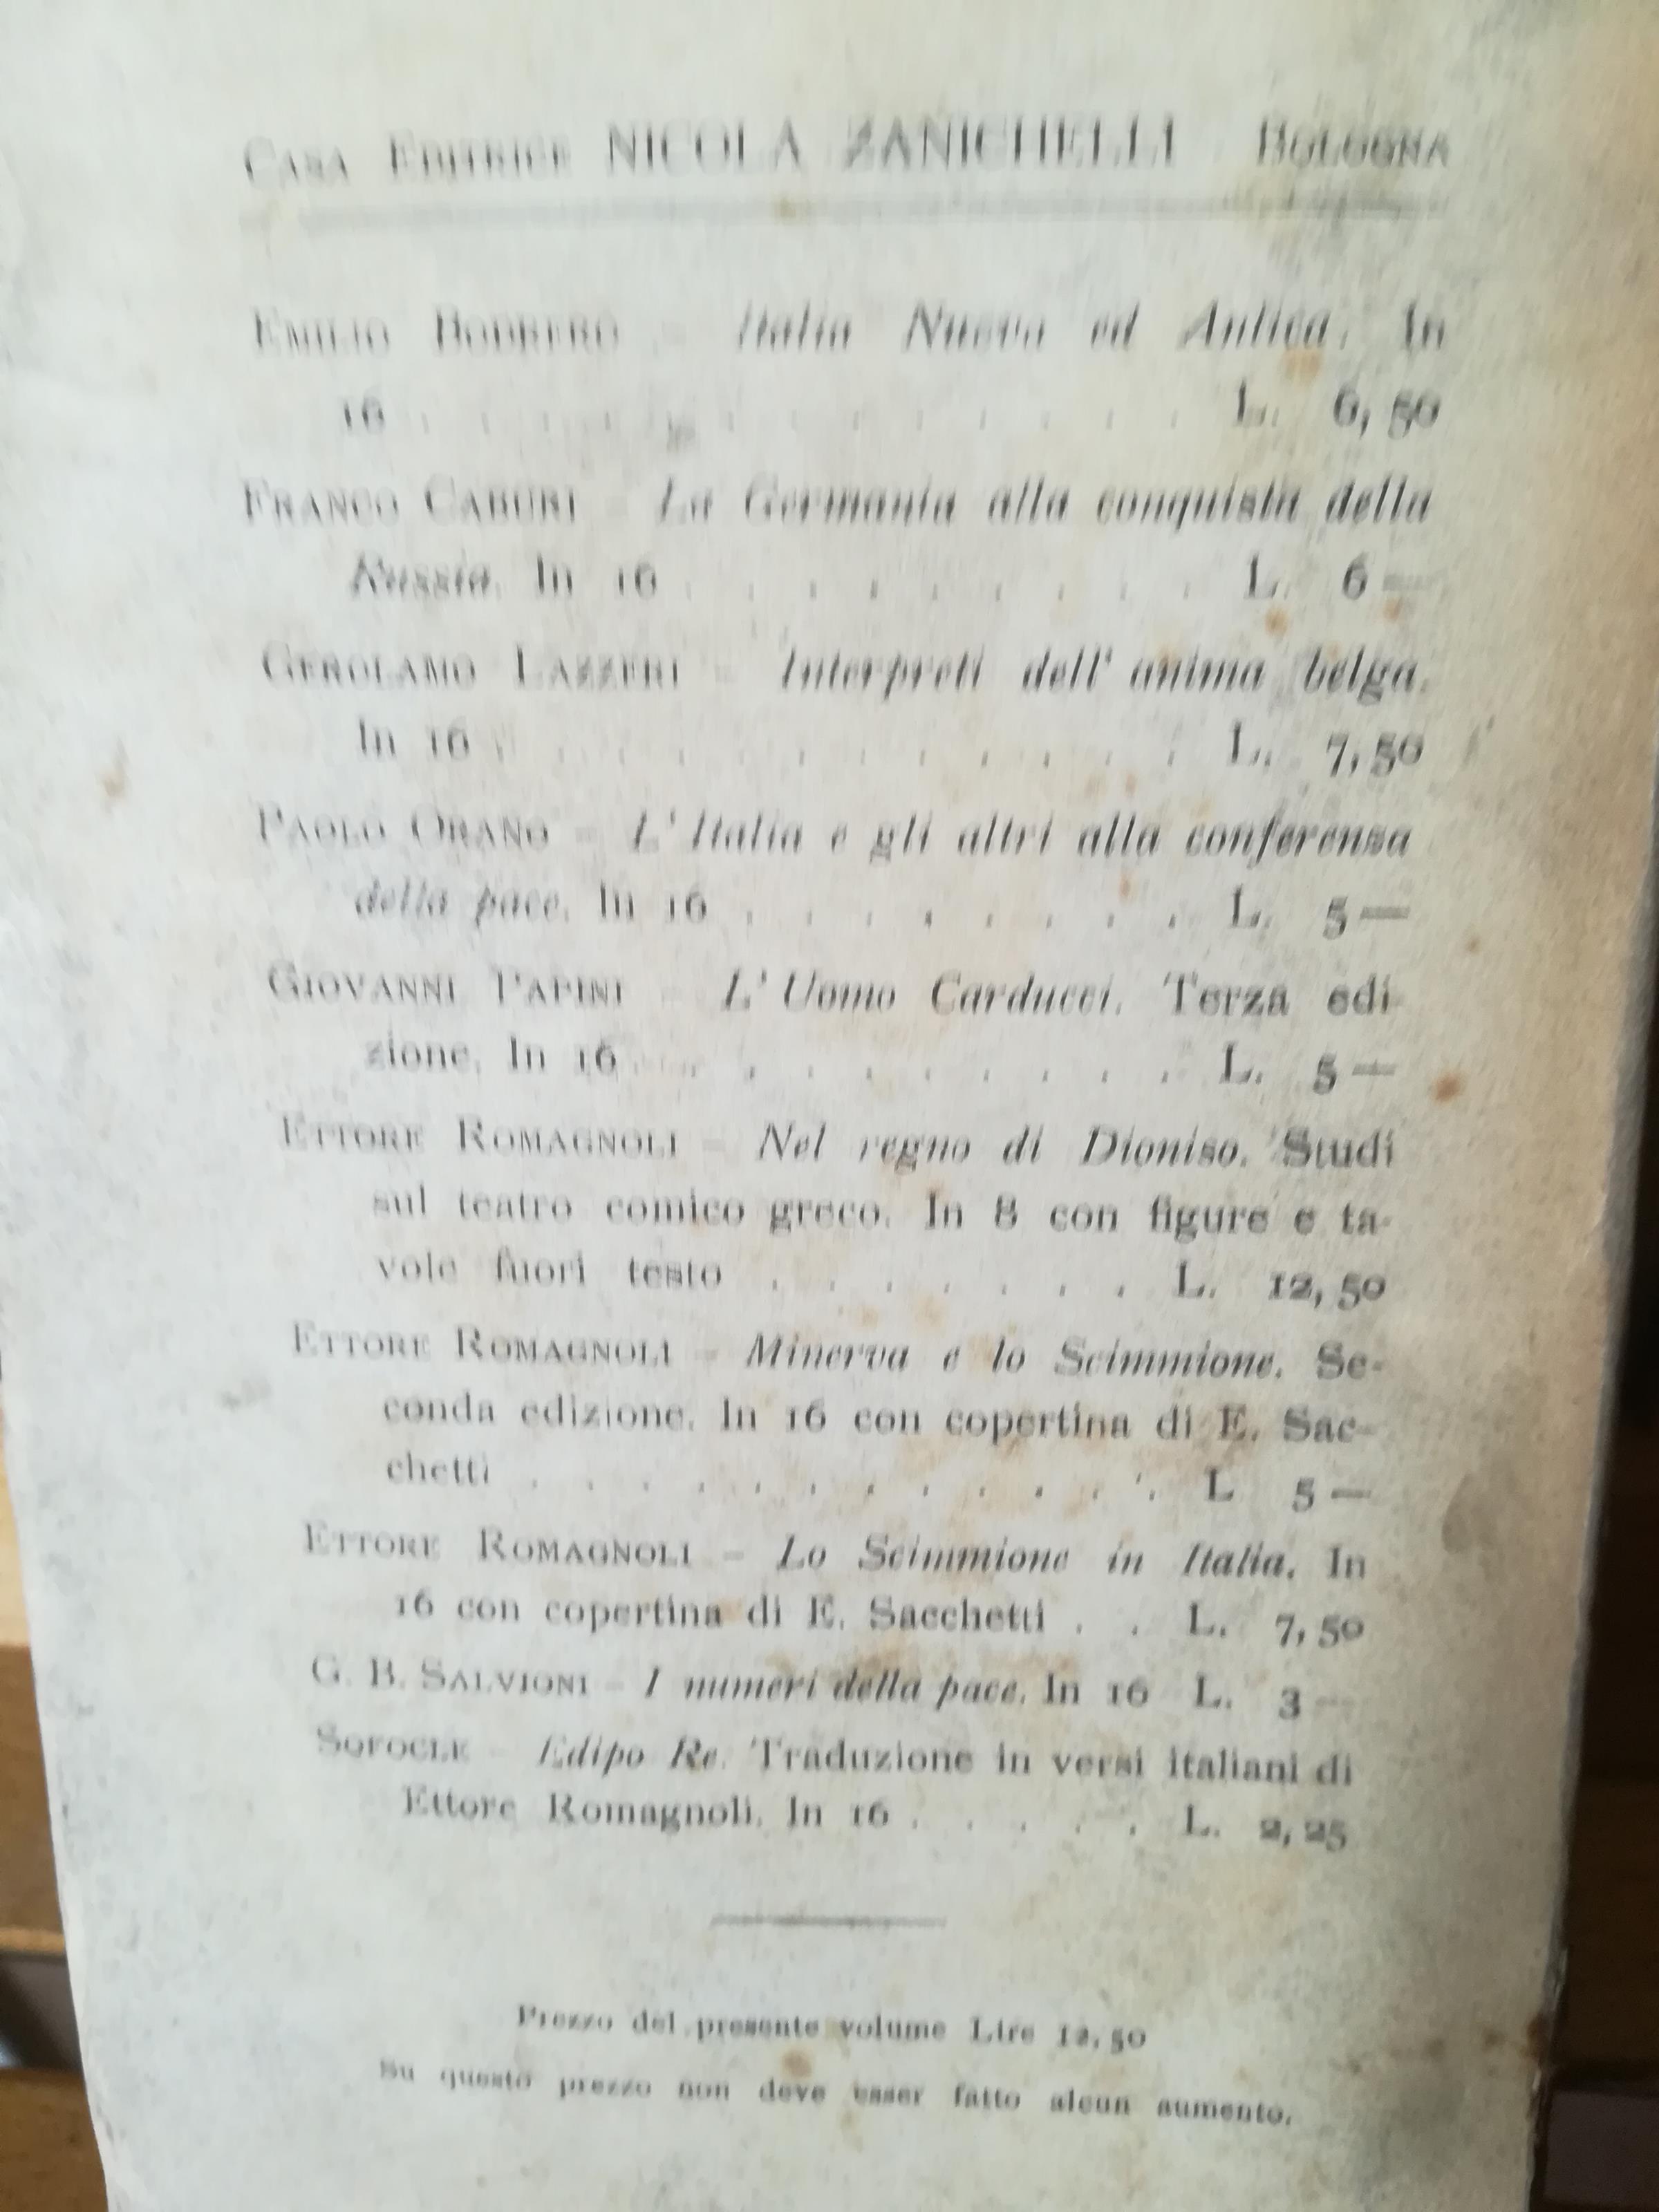 Casa Editrice NICOLA ZANICHELLI - Bologna
Emilio Bodrero - Italia Nuova ed Antica. In
16 . . . . . . . . . . . . . L. 6, 50
Franco Caburi - La Germania alla conquista della
Russia. In 16 . . . . . . . . . L. 6 —
Gerolamo Lazzeri - Interpreti dell' anima belga.
In 16 . . . . . . . . . . . . L. 7, 50
Paolo Orano - L' Italia e gli altri alla conferenza
della pace. In 16 . . . . . . . . L. 5 —
Giovanni Papini - L' Uomo Carducci. Terza edi-
zione. In 16 . . . . . . . . . . L. 5 —
Ettore Romagnoli - Nel regno di Dioniso. Studi
sul teatro comico greco. In 8 con figure e ta-
vole fuori testo . . . . . . . L. 12, 50
Ettore Romagnoli - Minerva e lo Scimmione. Se-
conda edizione. In 16 con copertina di E. Sac-
chetti . . . . . . . . . . . . L 5 —
Ettore Romagnoli - Lo Scimmione in Italia. In
16 con copertina di E. Sacchetti . . L. 7, 50
G. B. Salvioni - I numeri della pace. In 16 L. 3 —
Sofocle - Edipo Re. Traduzione in versi italiani di
Ettore Romagnoli. In 16 . . . . . L. 2, 25
Prezzo del presente volume Lire 12, 50
Su questo prezzo non deve esser fatto alcun aumento.